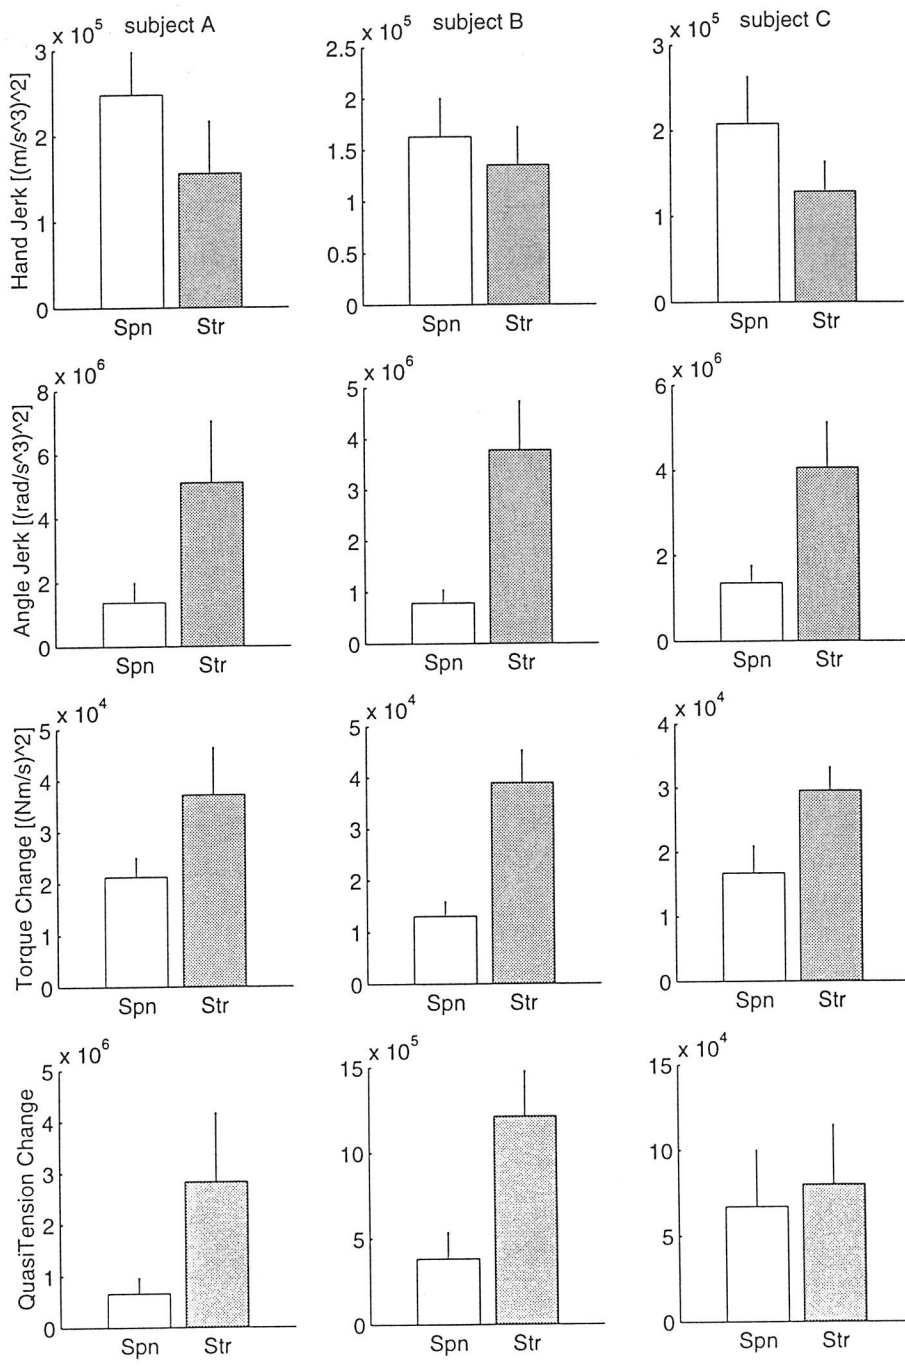 subject A
subject B
subject C
x 10^5
x 10^5
x 10^5
Hand Jerk [(m/s^3)^2]
3
2
1
0
2.5
2
1.5
1
0.5
0
3
2
1
0
Spn Str
Spn Str
Spn Str
x 10^6
x 10^6
x 10^6
Angle Jerk [(rad/s^3)^2]
8
6
4
2
0
5
4
3
2
1
0
6
4
2
0
Spn Str
Spn Str
Spn Str
x 10^4
x 10^4
x 10^4
Torque Change [(Nm/s)^2]
5
4
3
2
1
0
5
4
3
2
1
0
4
3
2
1
0
Spn Str
Spn Str
Spn Str
x 10^6
x 10^5
x 10^4
QuasiTension Change
5
4
3
2
1
0
15
10
5
0
15
10
5
0
Spn Str
Spn Str
Spn Str